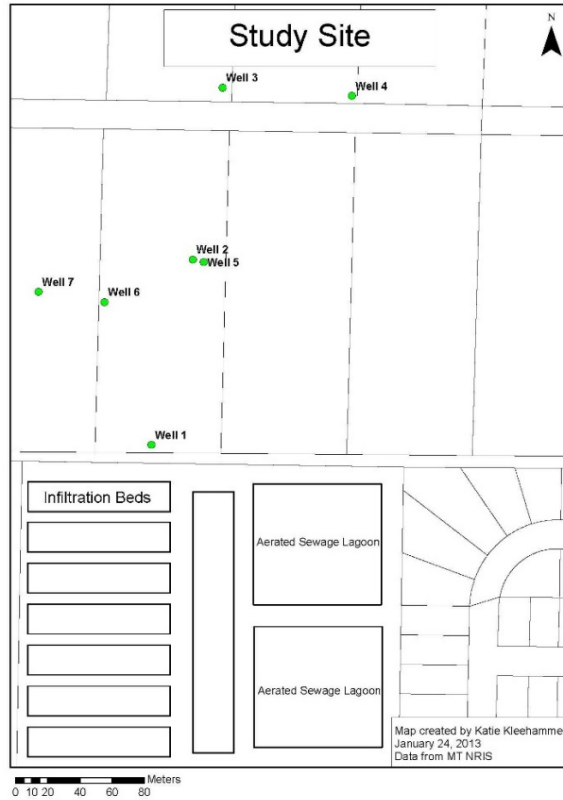 Study Site
N
Well 3
Well 4
Well 2
Well 5
Well 7
Well 6
Well 1
Infiltration Beds
Aerated Sewage Lagoon
Aerated Sewage Lagoon
Map created by Katie Kleehamme
January 24, 2013
Data from MT NRIS
Meters
0 10 20 40 60 80